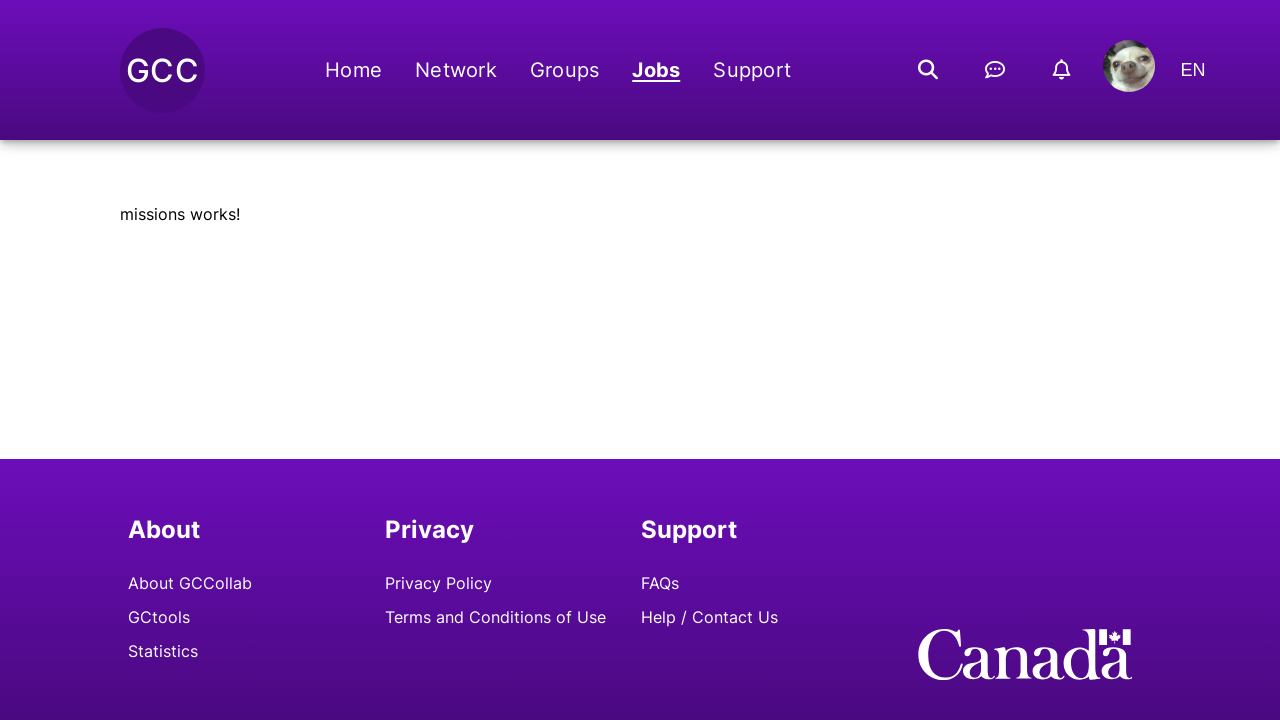 GCC
Home Network Groups Jobs Support EN
missions works!
About Privacy Support
About GCCollab Privacy Policy FAQs
GCtools Terms and Conditions of Use Help / Contact Us
Statistics
Canada